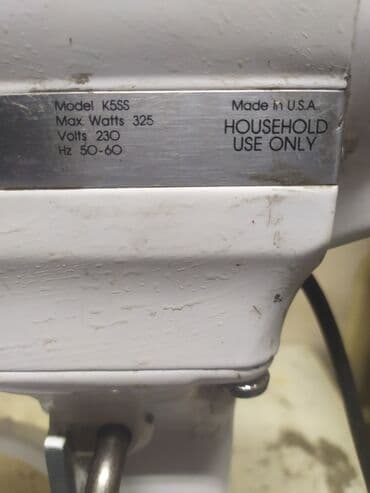 Model K5SS
Max. Watts 325
Volts 230
Hz 50-60
Made in U.S.A.
HOUSEHOLD
USE ONLY